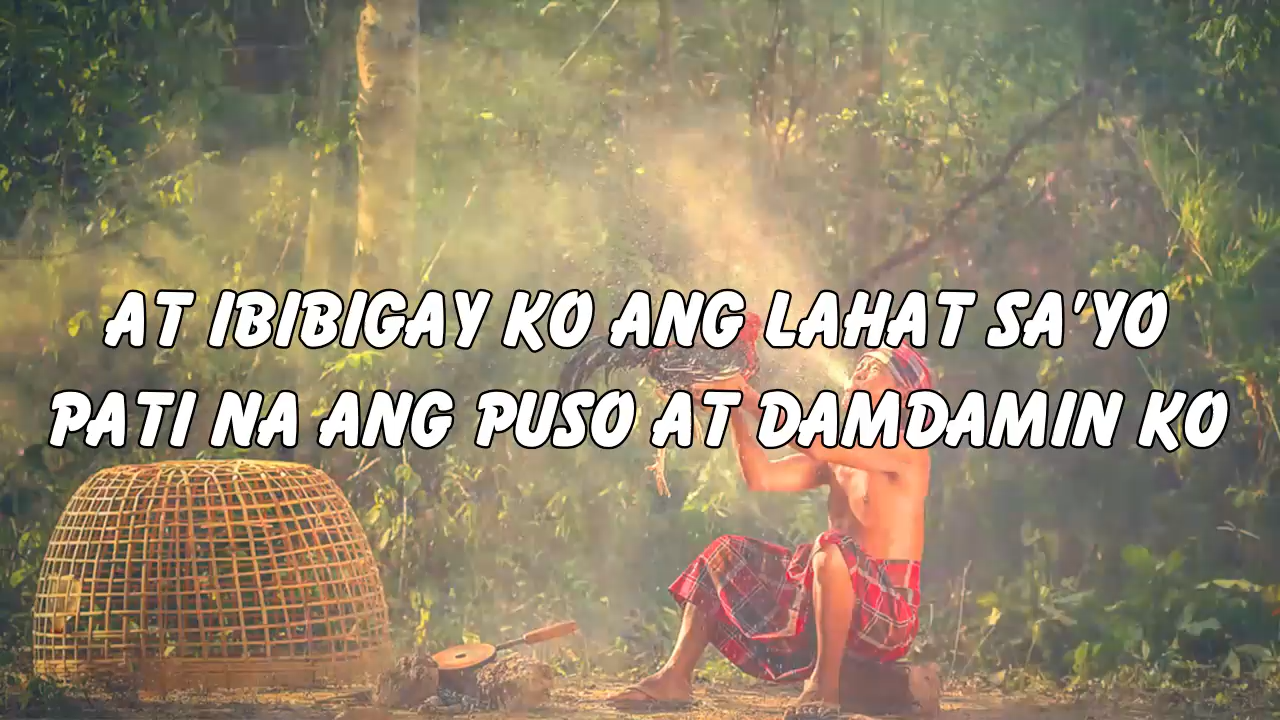 AT IBIBIGAY KO ANG LAHAT SA'YO
PATI NA ANG PUSO AT DAMDAMIN KO